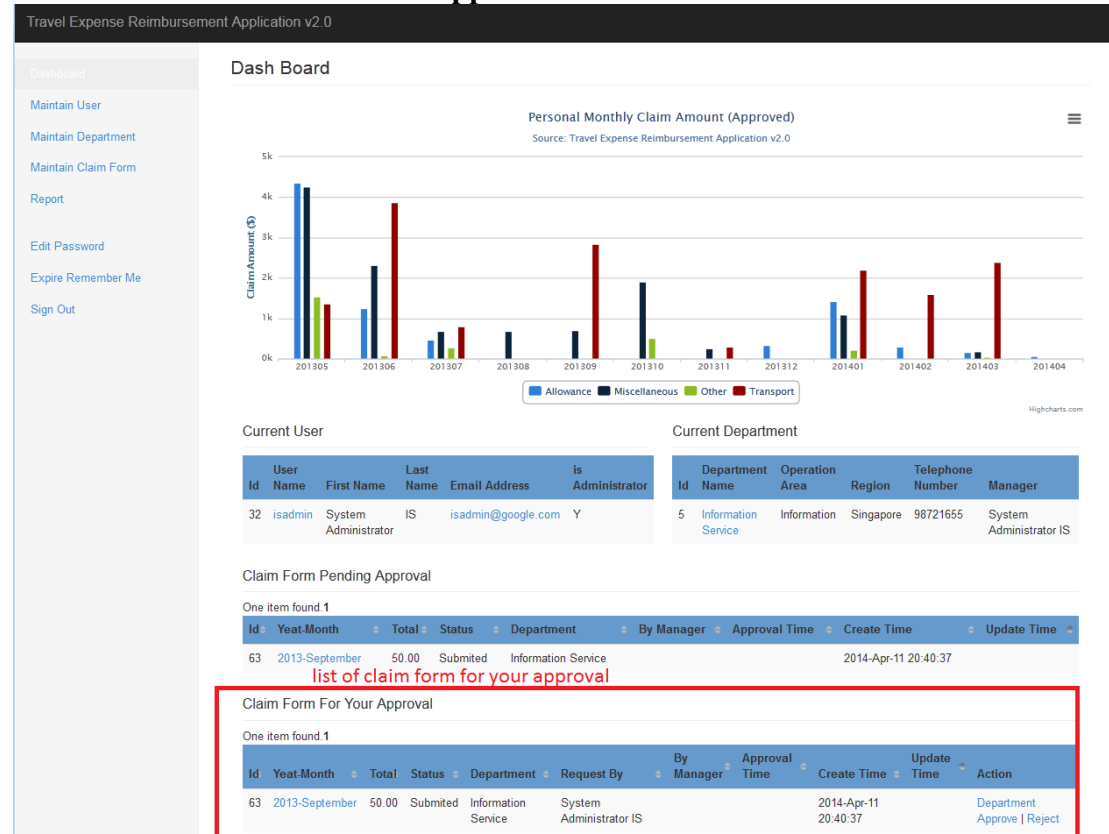 Travel Expense Reimbursement Application v2.0
Dashboard
Maintain User
Maintain Department
Maintain Claim Form
Report
Edit Password
Expire Remember Me
Sign Out
Dash Board
Personal Monthly Claim Amount (Approved)
Source: Travel Expense Reimbursement Application v2.0
Claim Amount ($)
5k
4k
3k
2k
1k
0k
201305 201306 201307 201308 201309 201310 201311 201312 201401 201402 201403 201404
Allowance Miscellaneous Other Transport
Highcharts.com
Current User
Id User Name First Name Last Name Email Address is Administrator
32 isadmin System Administrator IS isadmin@google.com Y
Current Department
Id Department Name Operation Area Region Telephone Number Manager
5 Information Service Information Singapore 98721655 System Administrator IS
Claim Form Pending Approval
One item found.1
Id Yeat-Month Total Status Department By Manager Approval Time Create Time Update Time
63 2013-September 50.00 Submited Information Service 2014-Apr-11 20:40:37
list of claim form for your approval
Claim Form For Your Approval
One item found.1
Id Yeat-Month Total Status Department Request By By Manager Approval Time Create Time Update Time Action
63 2013-September 50.00 Submited Information Service System Administrator IS 2014-Apr-11 20:40:37 Department Approve | Reject